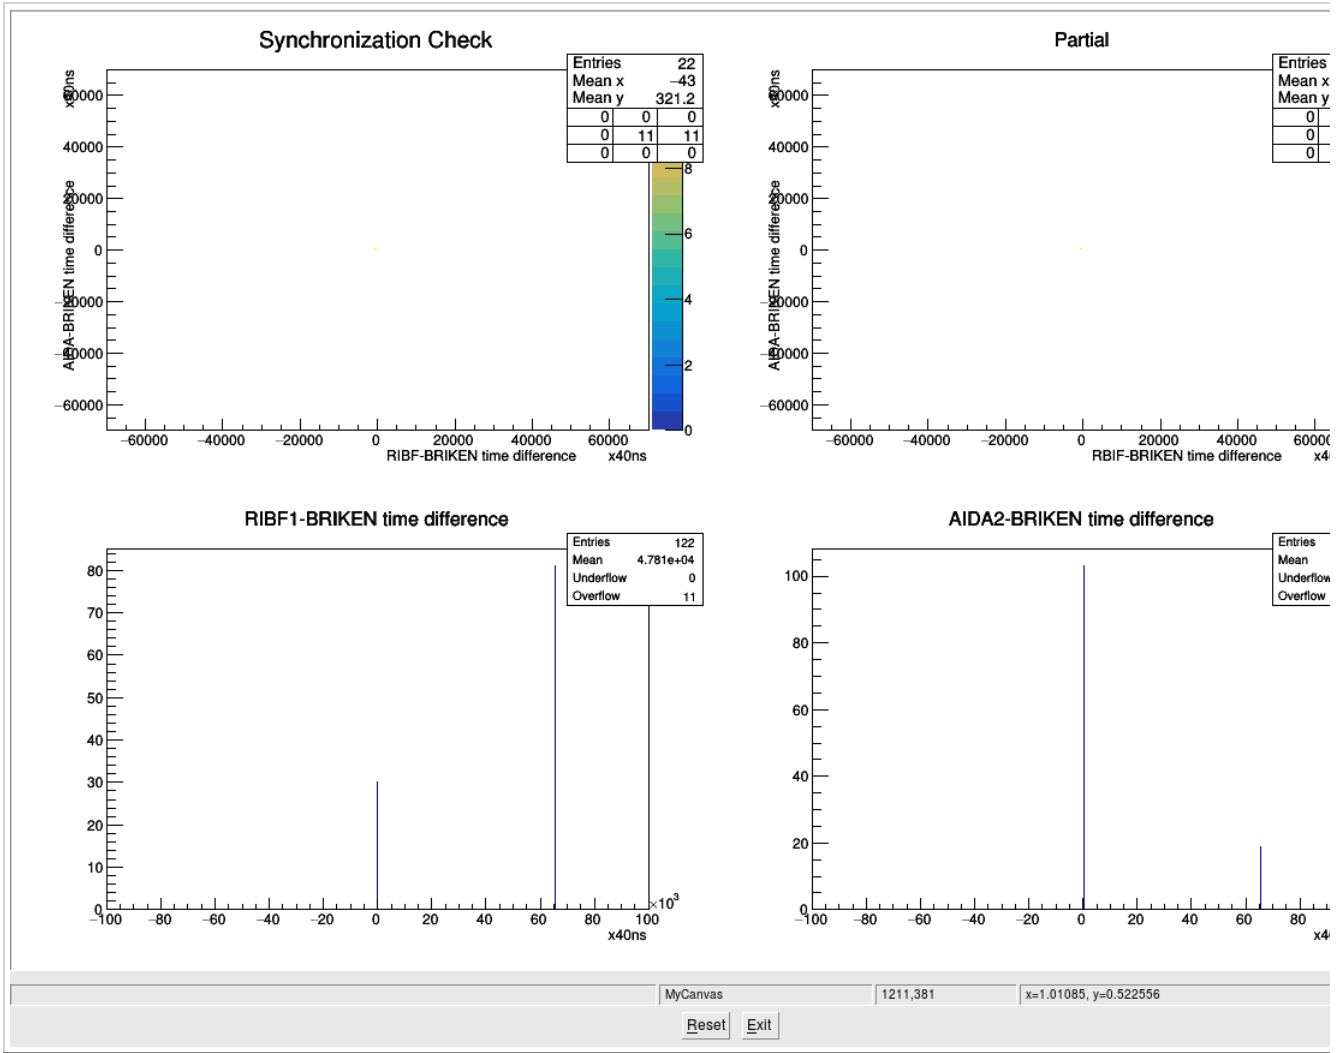 Synchronization Check
Entries 22
Mean x −43
Mean y 321.2
0 0 0
0 11 11
0 0 0
x40ns
60000
40000
20000
0
−20000
−40000
−60000
AIDA-BRIKEN time difference
8
6
4
2
0
−60000 −40000 −20000 0 20000 40000 60000
RIBF-BRIKEN time difference x40ns
Partial
Entries
Mean x
Mean y
0
0
0
x40ns
60000
40000
20000
0
−20000
−40000
−60000
AIDA-BRIKEN time difference
−60000 −40000 −20000 0 20000 40000 60000
RBIF-BRIKEN time difference x4
RIBF1-BRIKEN time difference
Entries 122
Mean 4.781e+04
Underflow 0
Overflow 11
80
70
60
50
40
30
20
10
0
−100 −80 −60 −40 −20 0 20 40 60 80 100
×10³
x40ns
AIDA2-BRIKEN time difference
Entries
Mean
Underflow
Overflow
100
80
60
40
20
0
−100 −80 −60 −40 −20 0 20 40 60 80
x4
MyCanvas 1211,381 x=1.01085, y=0.522556
Reset Exit